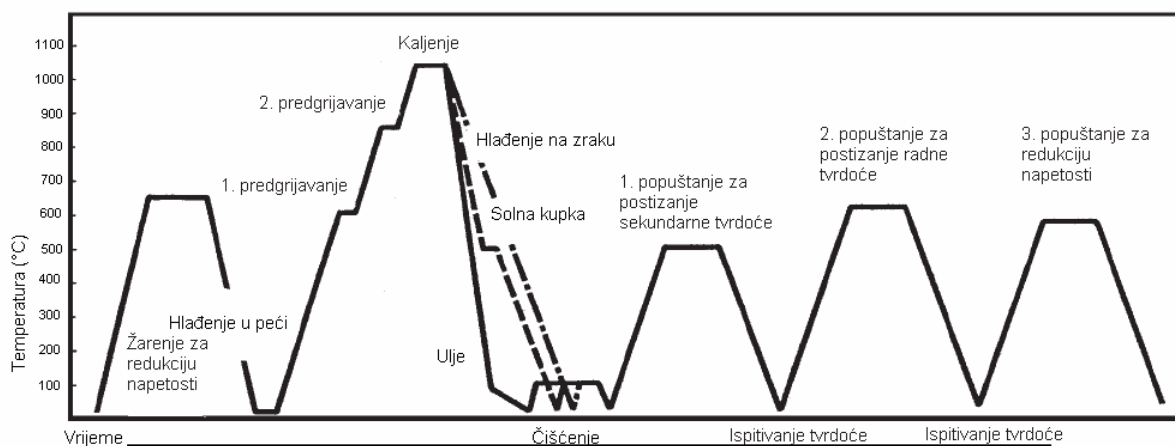 Temperatura (°C)
1100
1000
900
800
700
600
500
400
300
200
100
Žarenje za
redukciju
napetosti
Hlađenje u peći
1. predgrijavanje
2. predgrijavanje
Kaljenje
Hlađenje na zraku
Solna kupka
Ulje
1. popuštanje za
postizanje
sekundarne tvrdoće
2. popuštanje za
postizanje radne
tvrdoće
3. popuštanje za
redukciju
napetosti
Vrijeme
Čišćenje
Ispitivanje tvrdoće
Ispitivanje tvrdoće